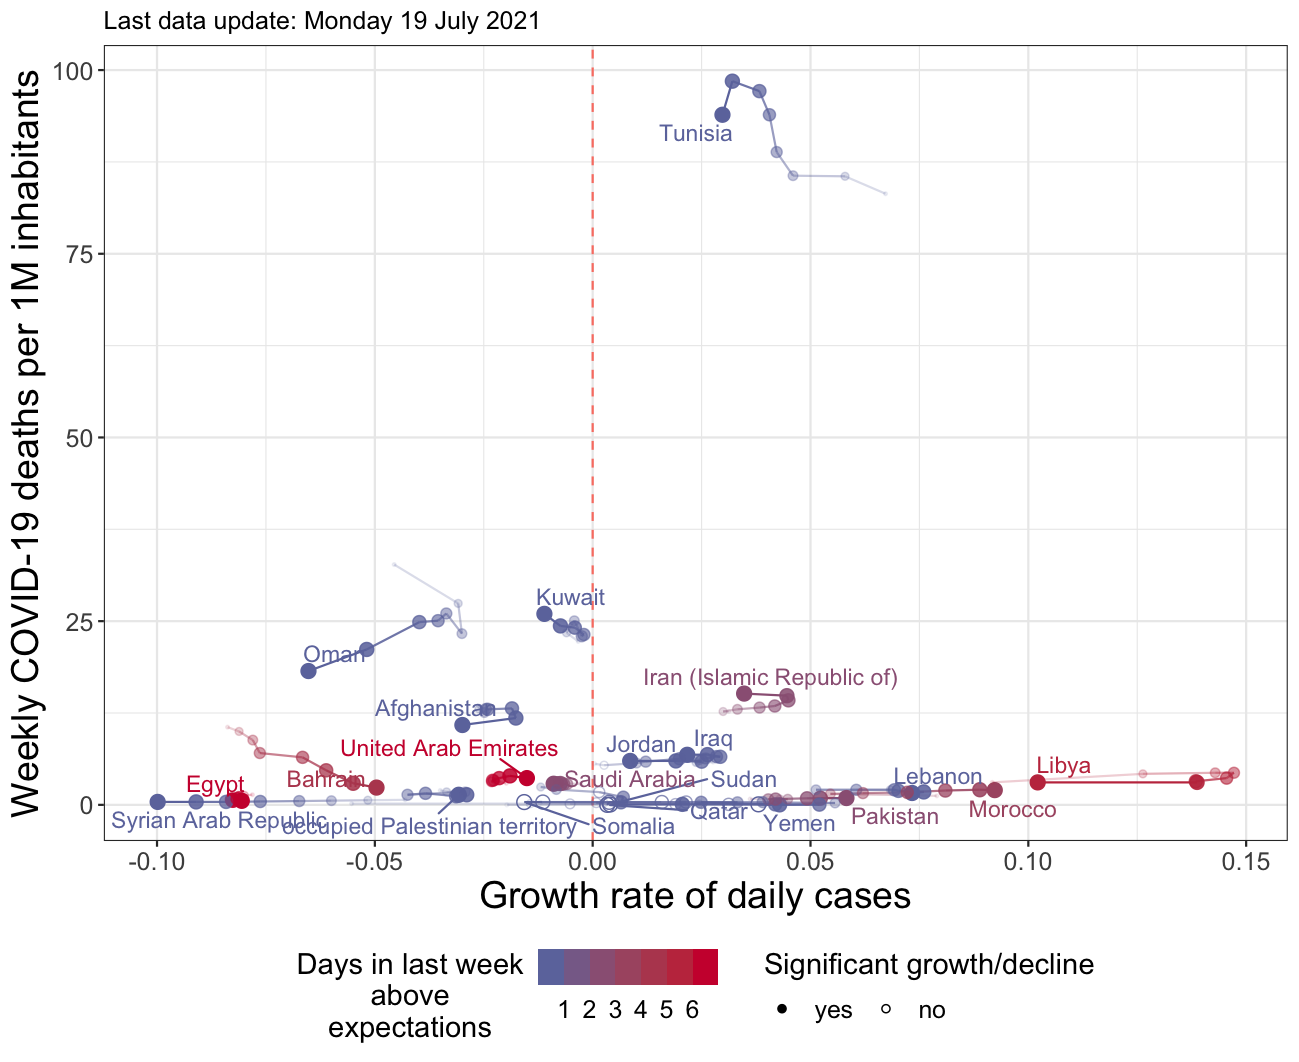 Last data update: Monday 19 July 2021
Weekly COVID-19 deaths per 1M inhabitants
100
75
50
25
0
Tunisia
Kuwait
Oman
Iran (Islamic Republic of)
Afghanistan
United Arab Emirates
Jordan
Iraq
Libya
Egypt
Bahrain
Saudi Arabia
Sudan
Lebanon
Syrian Arab Republic
occupied Palestinian territory
Somalia
Qatar
Yemen
Pakistan
Morocco
-0.10
-0.05
0.00
0.05
0.10
0.15
Growth rate of daily cases
Days in last week
above
expectations
1 2 3 4 5 6
Significant growth/decline
yes
no